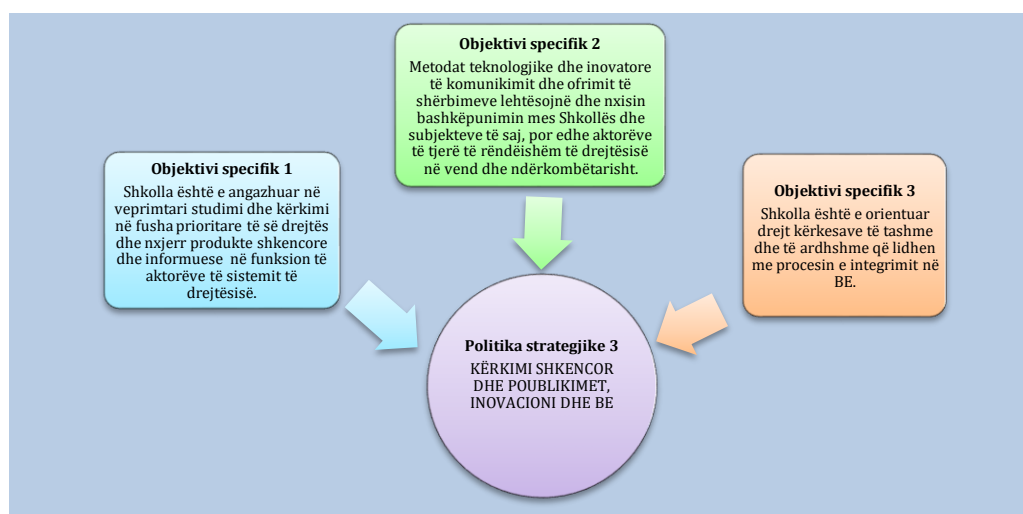 Objektivi specifik 2
Metodat teknologjike dhe inovatore
të komunikimit dhe ofrimit të
shërbimeve lehtësojnë dhe nxisin
bashkëpunimin mes Shkollës dhe
subjekteve të saj, por edhe aktorëve
të tjerë të rëndëishëm të drejtësisë
në vend dhe ndërkombëtarisht.
Objektivi specifik 1
Shkolla është e angazhuar në
veprimtari studimi dhe kërkimi
në fusha prioritare të së drejtës
dhe nxjerr produkte shkencore
dhe informuese në funksion të
aktorëve të sistemit të
drejtësisë.
Objektivi specifik 3
Shkolla është e orientuar
drejt kërkesave të tashme
dhe të ardhshme që lidhen
me procesin e integrimit në
BE.
Politika strategjike 3
KËRKIMI SHKENCOR
DHE POUBLIKIMET,
INOVACIONI DHE BE